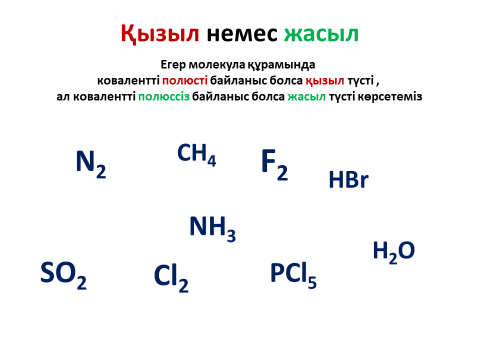 Қызыл немес жасыл
Егер молекула құрамында
ковалентті полюсті байланыс болса қызыл түсті ,
ал ковалентті полюссіз байланыс болса жасыл түсті көрсетеміз
N₂ CH₄ F₂ HBr
NH₃
H₂O
SO₂ Cl₂ PCl₅